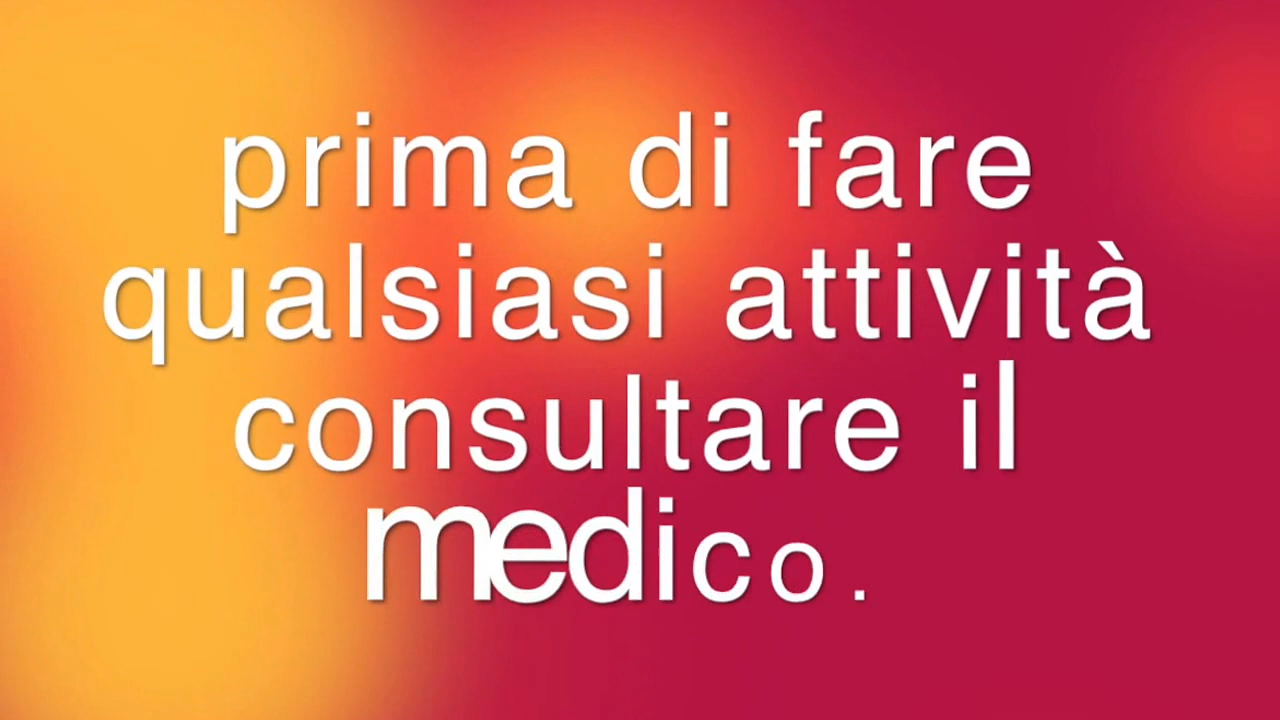 prima di fare
qualsiasi attività
consultare il
medico.